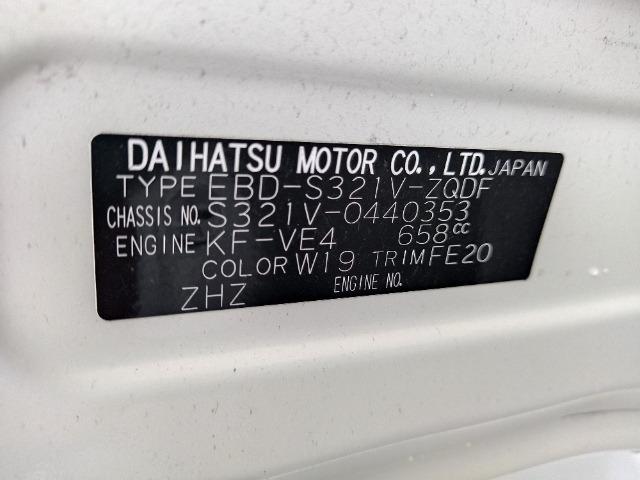 DAIHATSU MOTOR CO.,LTD. JAPAN
TYPE EBD-S321V-ZQDF
CHASSIS NO. S321V-0440353
ENGINE KF-VE4 658cc
COLOR W19 TRIM FE20
ZHZ ENGINE NO.